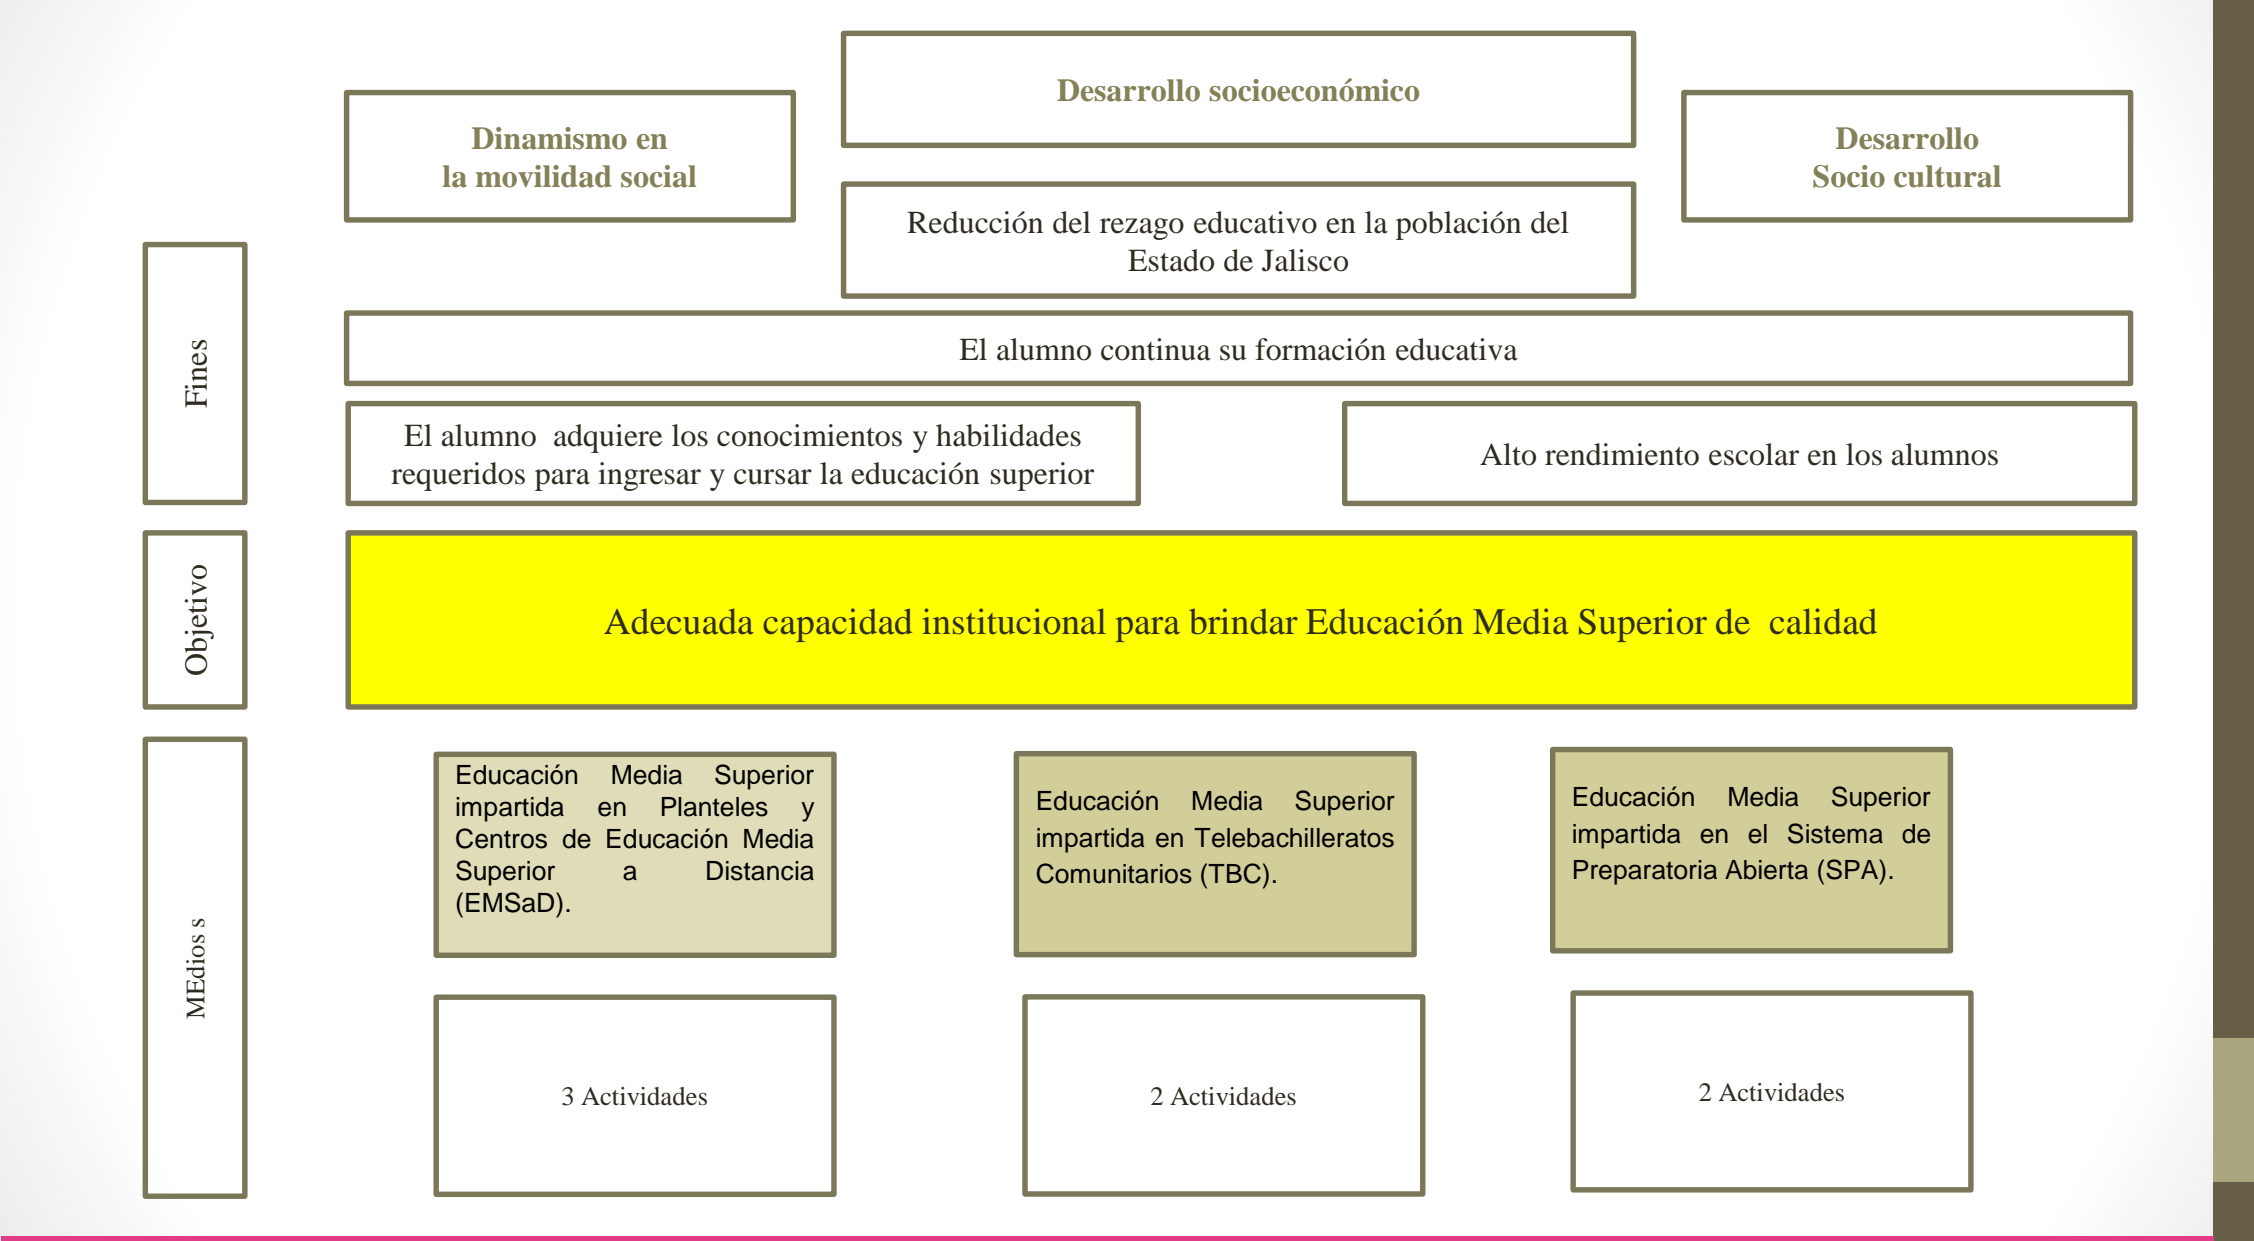 Desarrollo socioeconómico
Dinamismo en
la movilidad social
Desarrollo
Socio cultural
Reducción del rezago educativo en la población del
Estado de Jalisco
Fines
El alumno continua su formación educativa
El alumno  adquiere los conocimientos y habilidades
requeridos para ingresar y cursar la educación superior
Alto rendimiento escolar en los alumnos
Objetivo
Adecuada capacidad institucional para brindar Educación Media Superior de  calidad
MEdios s
Educación Media Superior
impartida en Planteles y
Centros de Educación Media
Superior a Distancia
(EMSaD).
Educación Media Superior
impartida en Telebachilleratos
Comunitarios (TBC).
Educación Media Superior
impartida en el Sistema de
Preparatoria Abierta (SPA).
3 Actividades
2 Actividades
2 Actividades